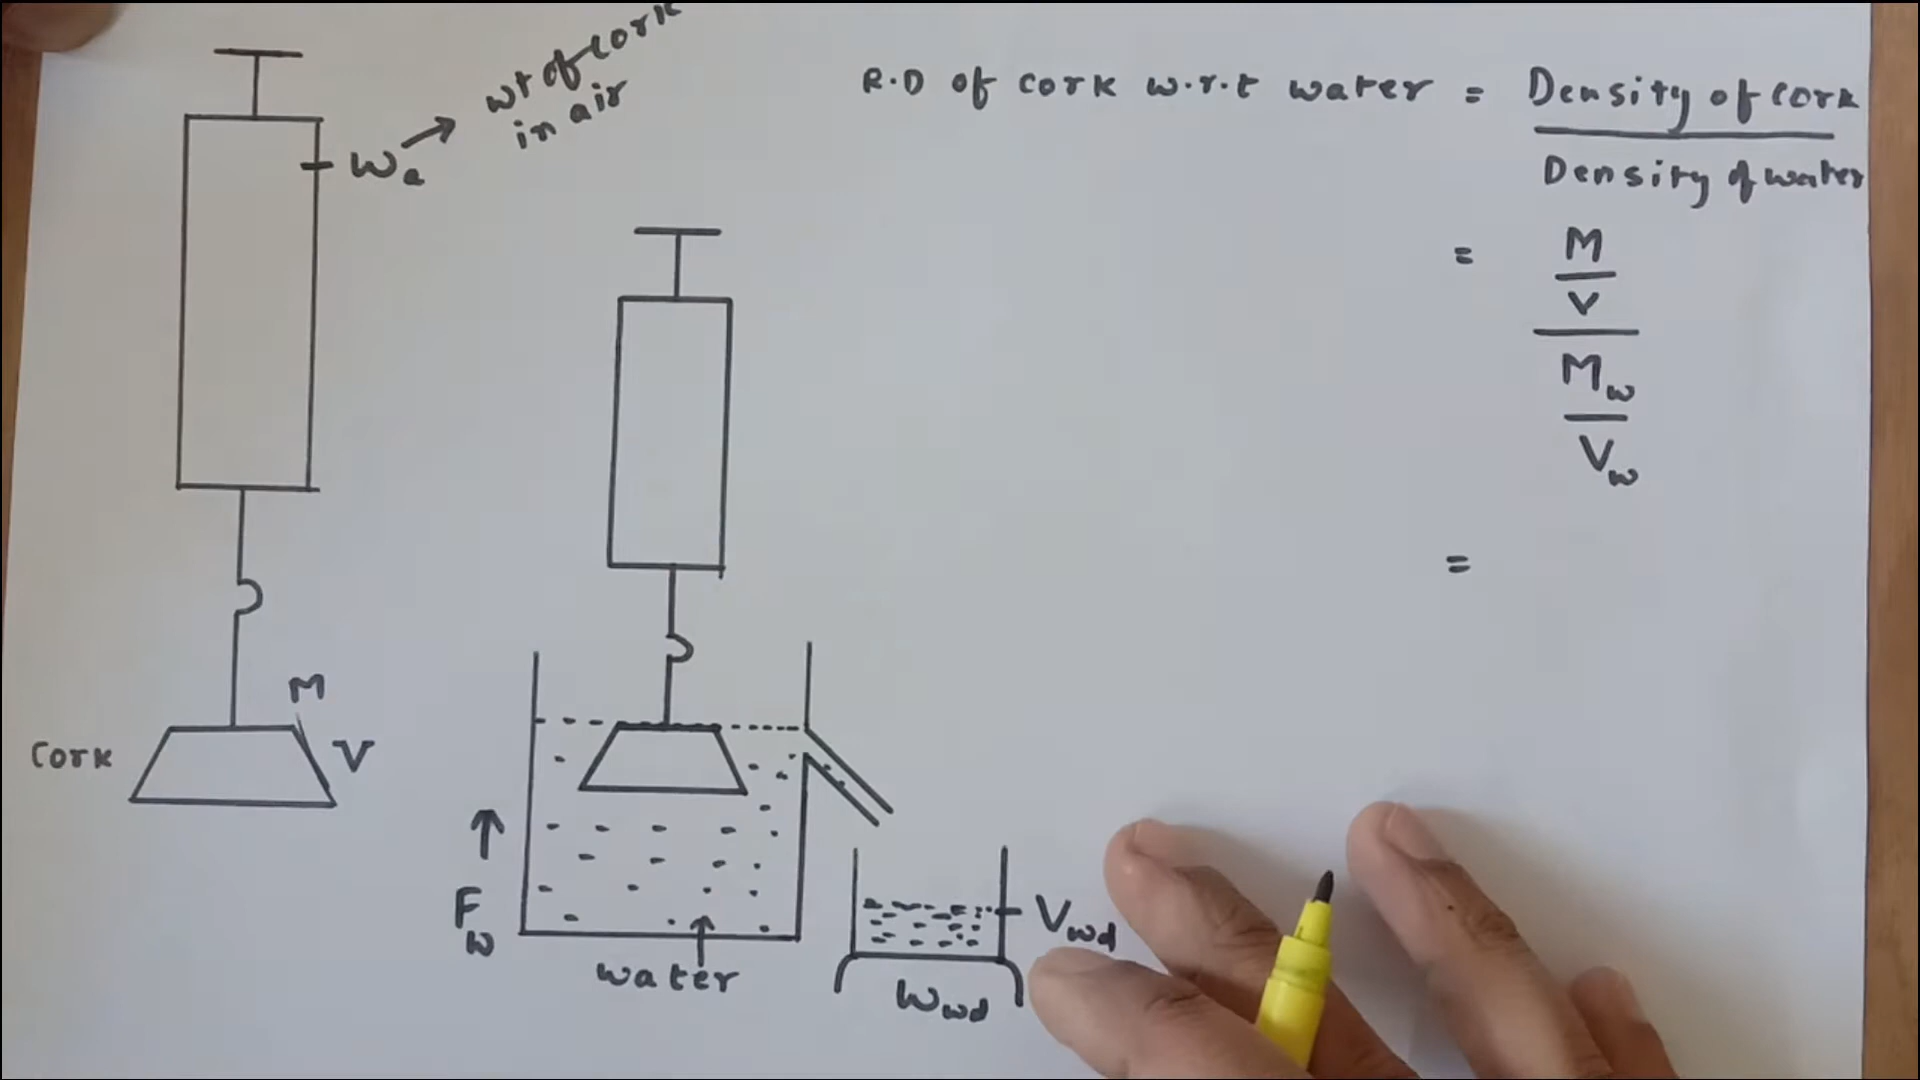 wt of cork
in air
Wa
R.D of cork w.r.t water = Density of cork
Density of water
= M
V
Mw
Vw
=
M
Cork
V
Fw
water
Vwd
Wwd